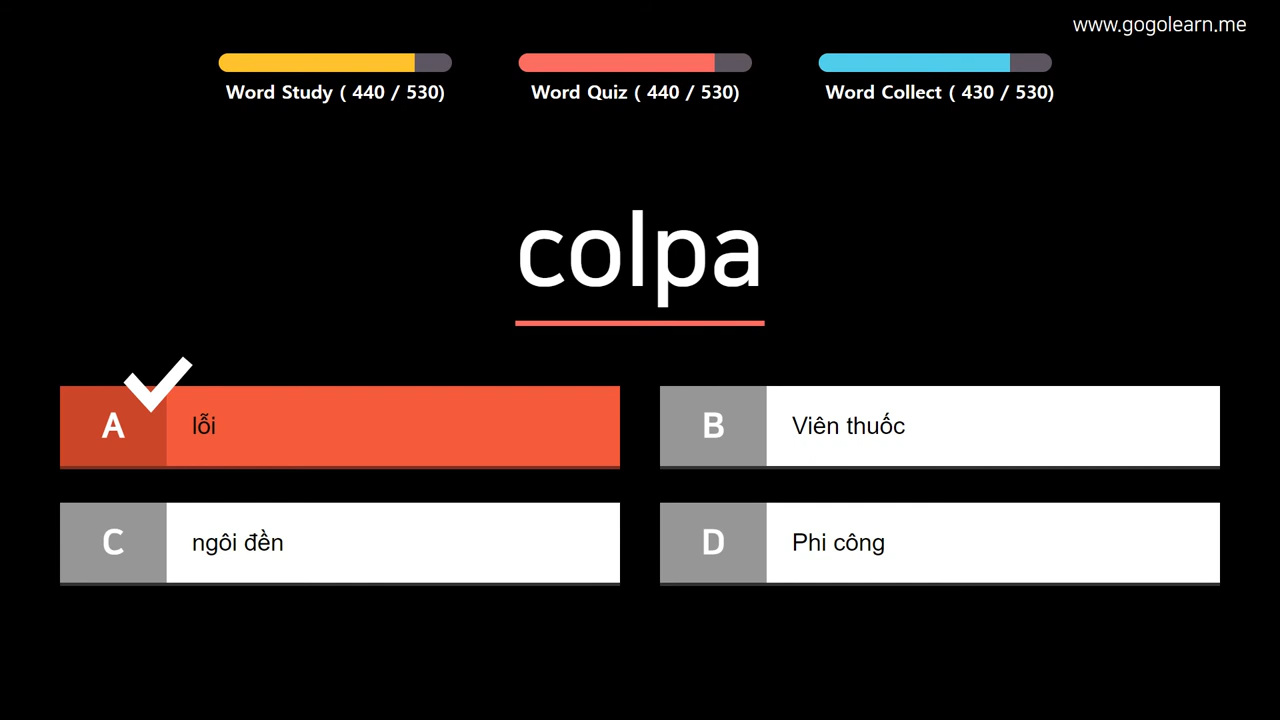 www.gogolearn.me
Word Study ( 440 / 530)
Word Quiz ( 440 / 530)
Word Collect ( 430 / 530)
colpa
A lỗi
B Viên thuốc
C ngôi đền
D Phi công